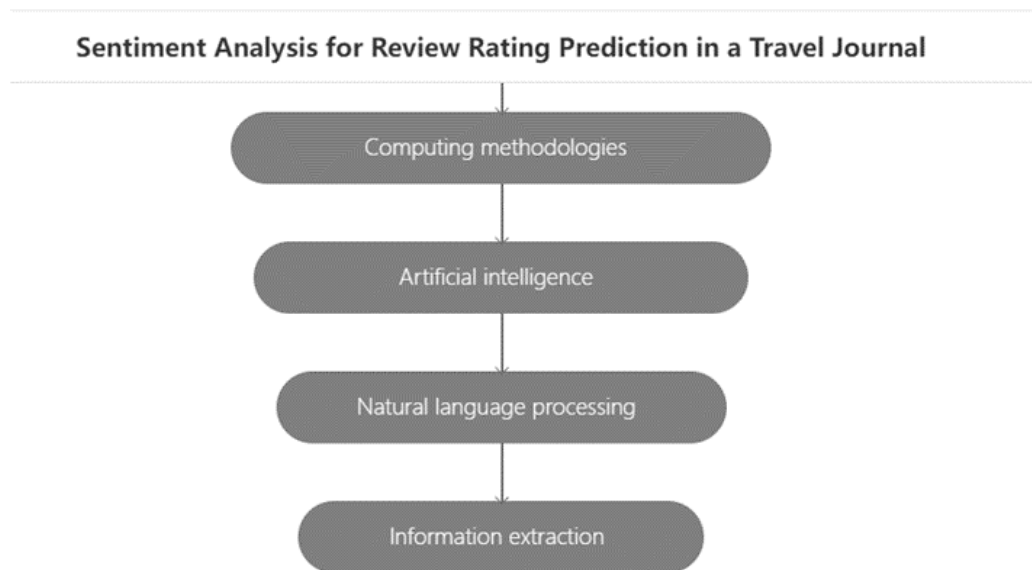 Sentiment Analysis for Review Rating Prediction in a Travel Journal
Computing methodologies
Artificial intelligence
Natural language processing
Information extraction